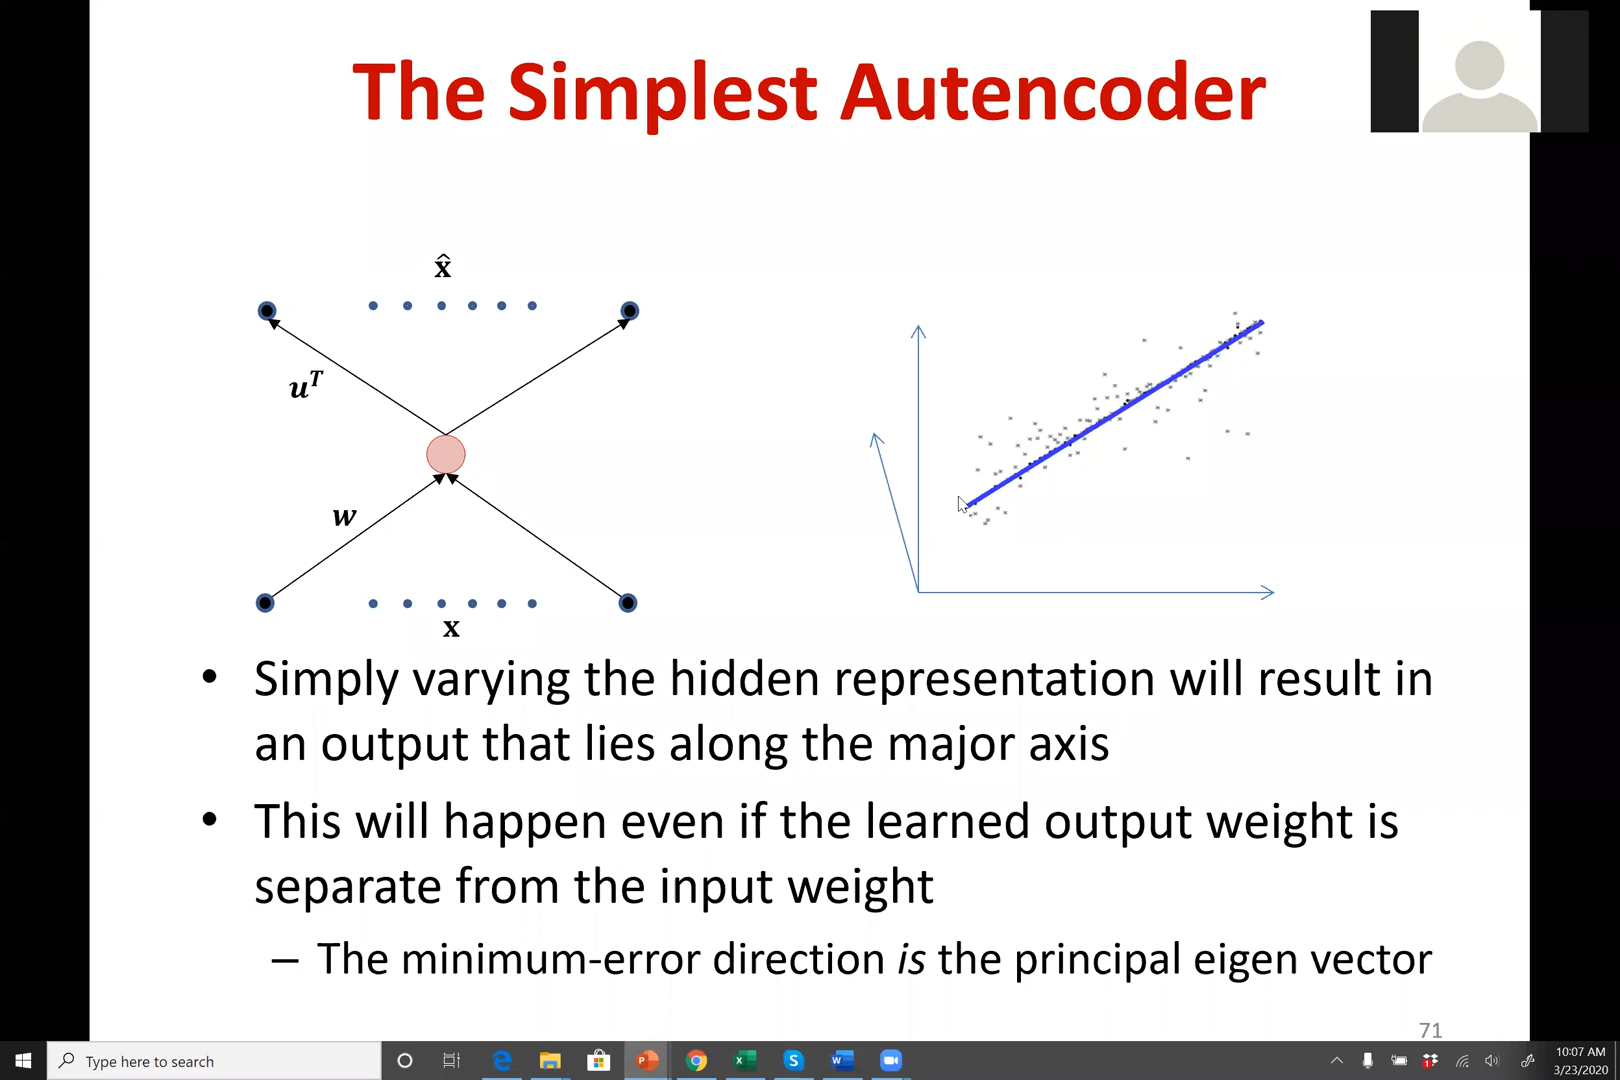 The Simplest Autencoder
x̂
uᵀ
w
x
• Simply varying the hidden representation will result in
an output that lies along the major axis
• This will happen even if the learned output weight is
separate from the input weight
– The minimum-error direction is the principal eigen vector
71
Type here to search
10:07 AM
3/23/2020